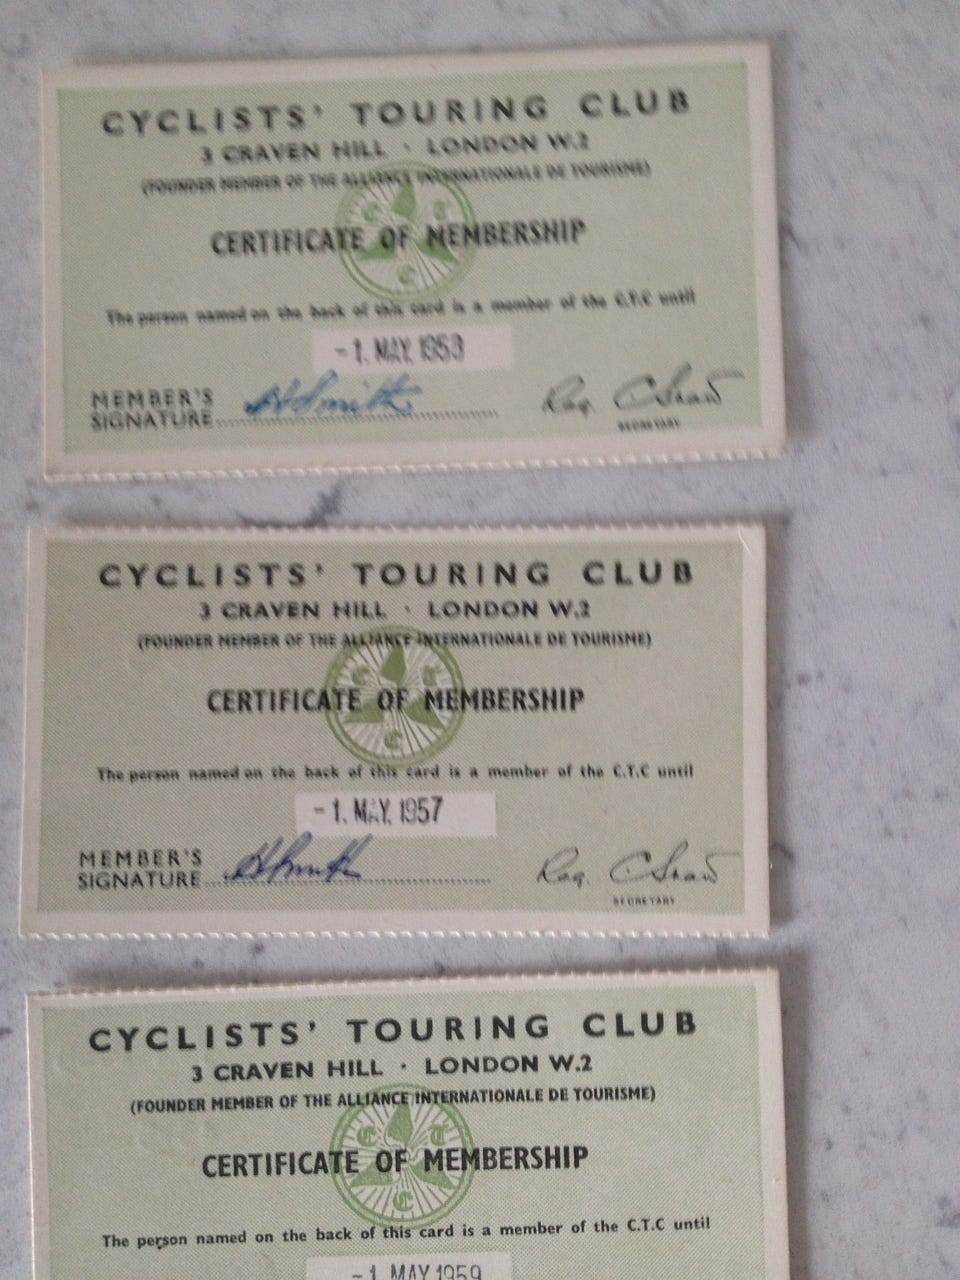 CYCLISTS' TOURING CLUB
3 CRAVEN HILL · LONDON W.2
(FOUNDER MEMBER OF THE ALLIANCE INTERNATIONALE DE TOURISME)
C T
CERTIFICATE OF MEMBERSHIP
C
The person named on the back of this card is a member of the C.T.C until
-1. MAY 1953
MEMBER'S
SIGNATURE H Smith Reg. C Shaw
SECRETARY
CYCLISTS' TOURING CLUB
3 CRAVEN HILL · LONDON W.2
(FOUNDER MEMBER OF THE ALLIANCE INTERNATIONALE DE TOURISME)
C T
CERTIFICATE OF MEMBERSHIP
C
The person named on the back of this card is a member of the C.T.C until
-1. MAY. 1957
MEMBER'S
SIGNATURE H Smith Reg. C Shaw
SECRETARY
CYCLISTS' TOURING CLUB
3 CRAVEN HILL · LONDON W.2
(FOUNDER MEMBER OF THE ALLIANCE INTERNATIONALE DE TOURISME)
C T
CERTIFICATE OF MEMBERSHIP
C
The person named on the back of this card is a member of the C.T.C until
-1 MAY 1959